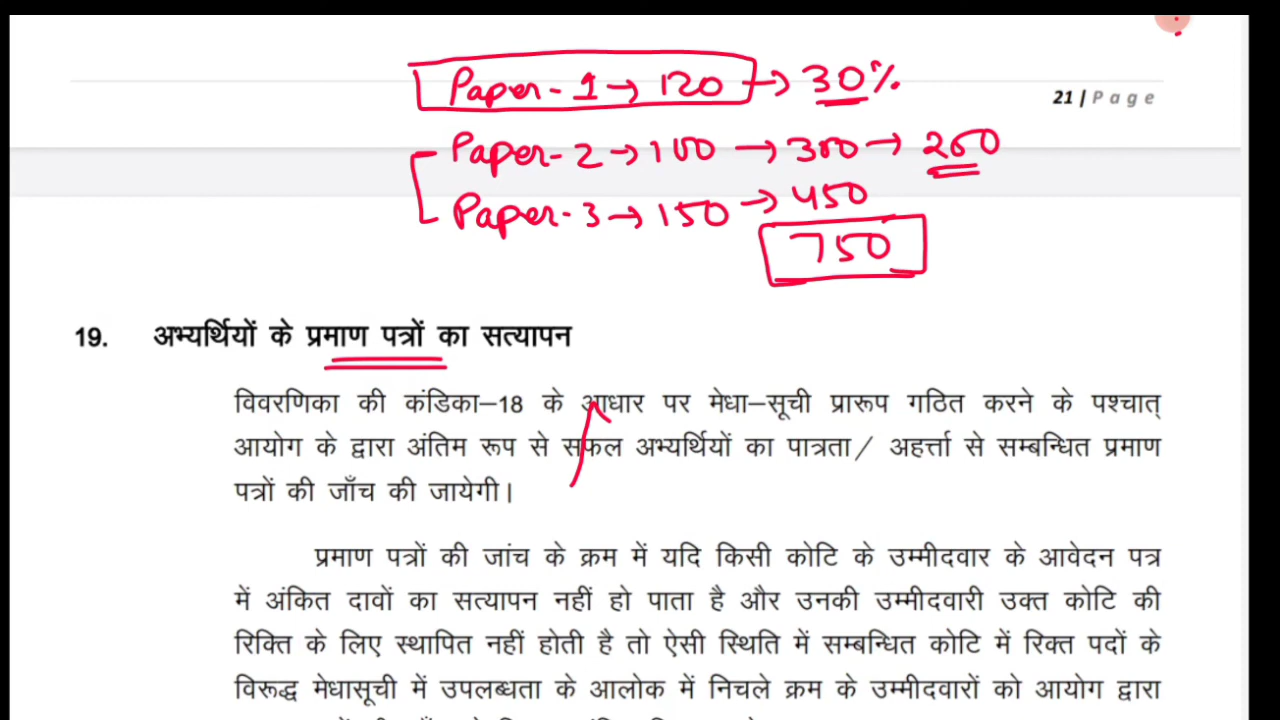 Paper-1→120 → 30%
21 | Page
Paper-2→100 → 300 → 200
Paper-3→150 → 450
750
19. अभ्यर्थियों के प्रमाण पत्रों का सत्यापन
विवरणिका की कंडिका–18 के आधार पर मेधा–सूची प्रारूप गठित करने के पश्चात्
आयोग के द्वारा अंतिम रूप से सफल अभ्यर्थियों का पात्रता/ अहर्त्ता से सम्बन्धित प्रमाण
पत्रों की जाँच की जायेगी।
प्रमाण पत्रों की जांच के क्रम में यदि किसी कोटि के उम्मीदवार के आवेदन पत्र
में अंकित दावों का सत्यापन नहीं हो पाता है और उनकी उम्मीदवारी उक्त कोटि की
रिक्ति के लिए स्थापित नहीं होती है तो ऐसी स्थिति में सम्बन्धित कोटि में रिक्त पदों के
विरूद्ध मेधासूची में उपलब्धता के आलोक में निचले क्रम के उम्मीदवारों को आयोग द्वारा